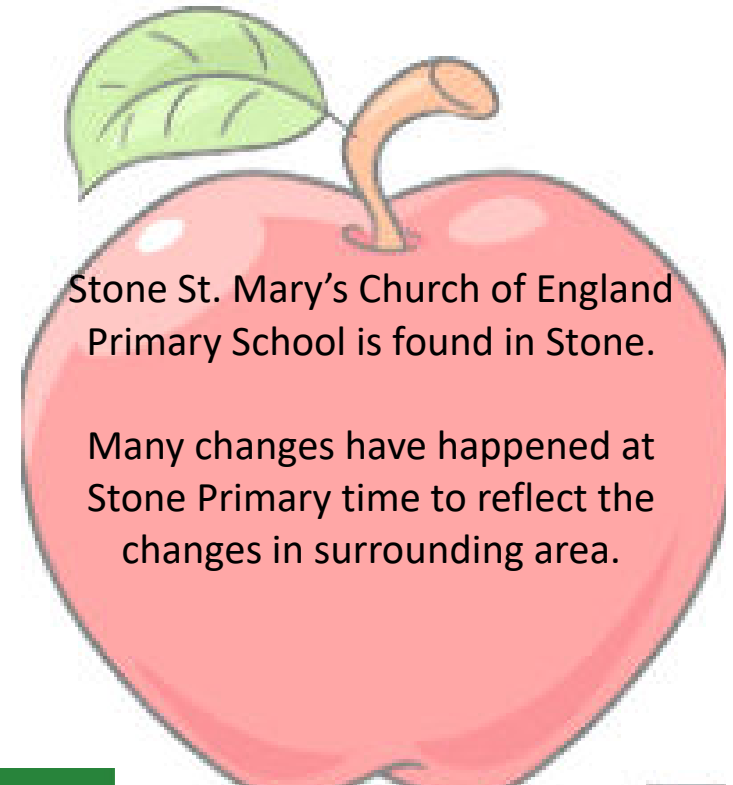 Stone St. Mary’s Church of England
Primary School is found in Stone.
Many changes have happened at
Stone Primary time to reflect the
changes in surrounding area.